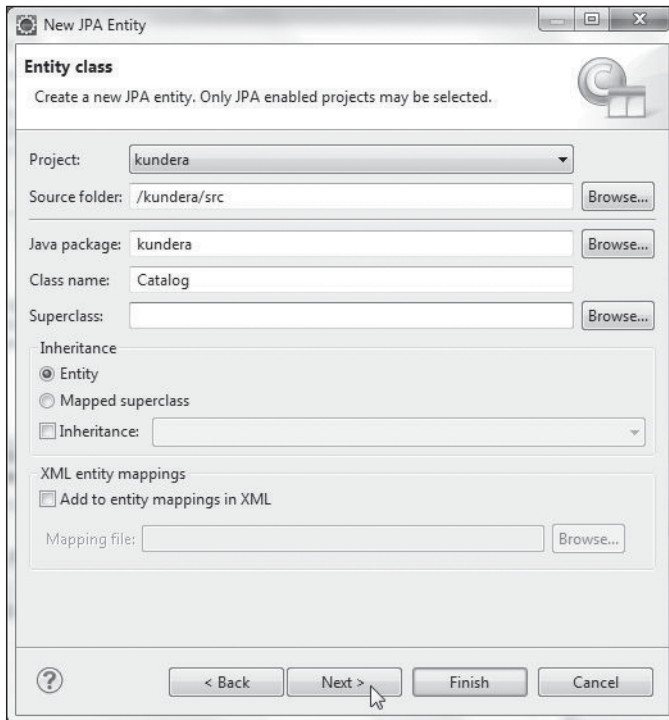 New JPA Entity
Entity class
Create a new JPA entity. Only JPA enabled projects may be selected.
Project: kundera
Source folder: /kundera/src Browse...
Java package: kundera Browse...
Class name: Catalog
Superclass: Browse...
Inheritance
Entity
Mapped superclass
Inheritance:
XML entity mappings
Add to entity mappings in XML
Mapping file: Browse...
< Back Next > Finish Cancel